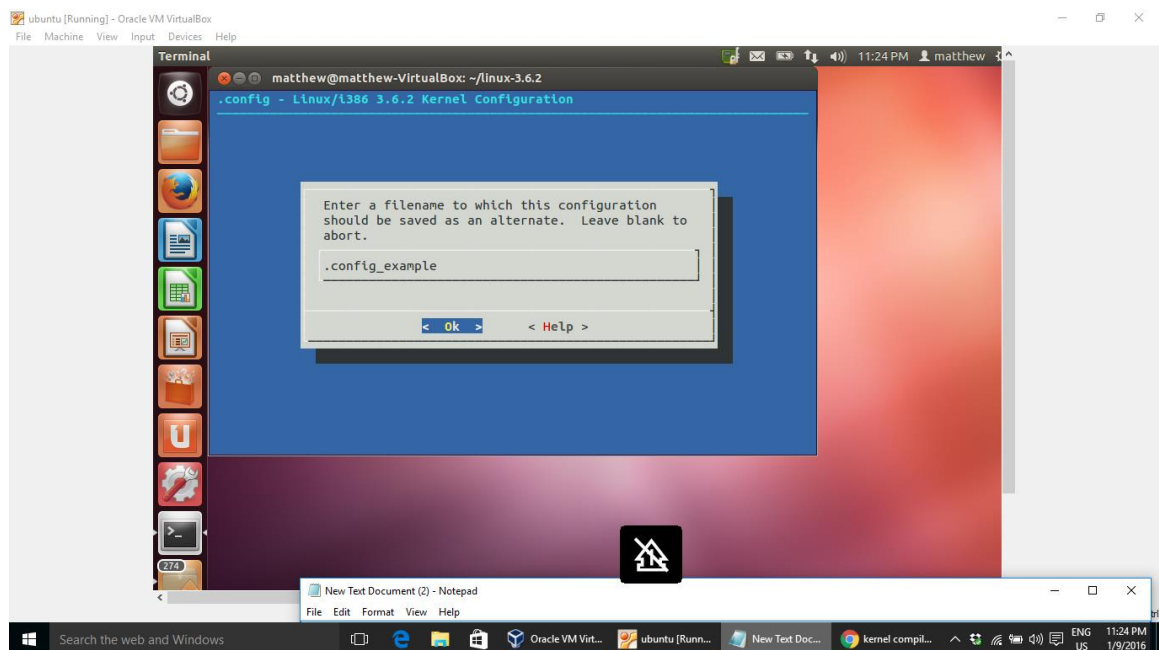 ubuntu [Running] - Oracle VM VirtualBox
File Machine View Input Devices Help
Terminal 11:24 PM matthew
matthew@matthew-VirtualBox: ~/linux-3.6.2
.config - Linux/i386 3.6.2 Kernel Configuration
Enter a filename to which this configuration
should be saved as an alternate. Leave blank to
abort.
.config_example
< Ok > < Help >
274
New Text Document (2) - Notepad
File Edit Format View Help
Search the web and Windows Oracle VM Virt... ubuntu [Runn... New Text Doc... kernel compil... ENG 11:24 PM
US 1/9/2016